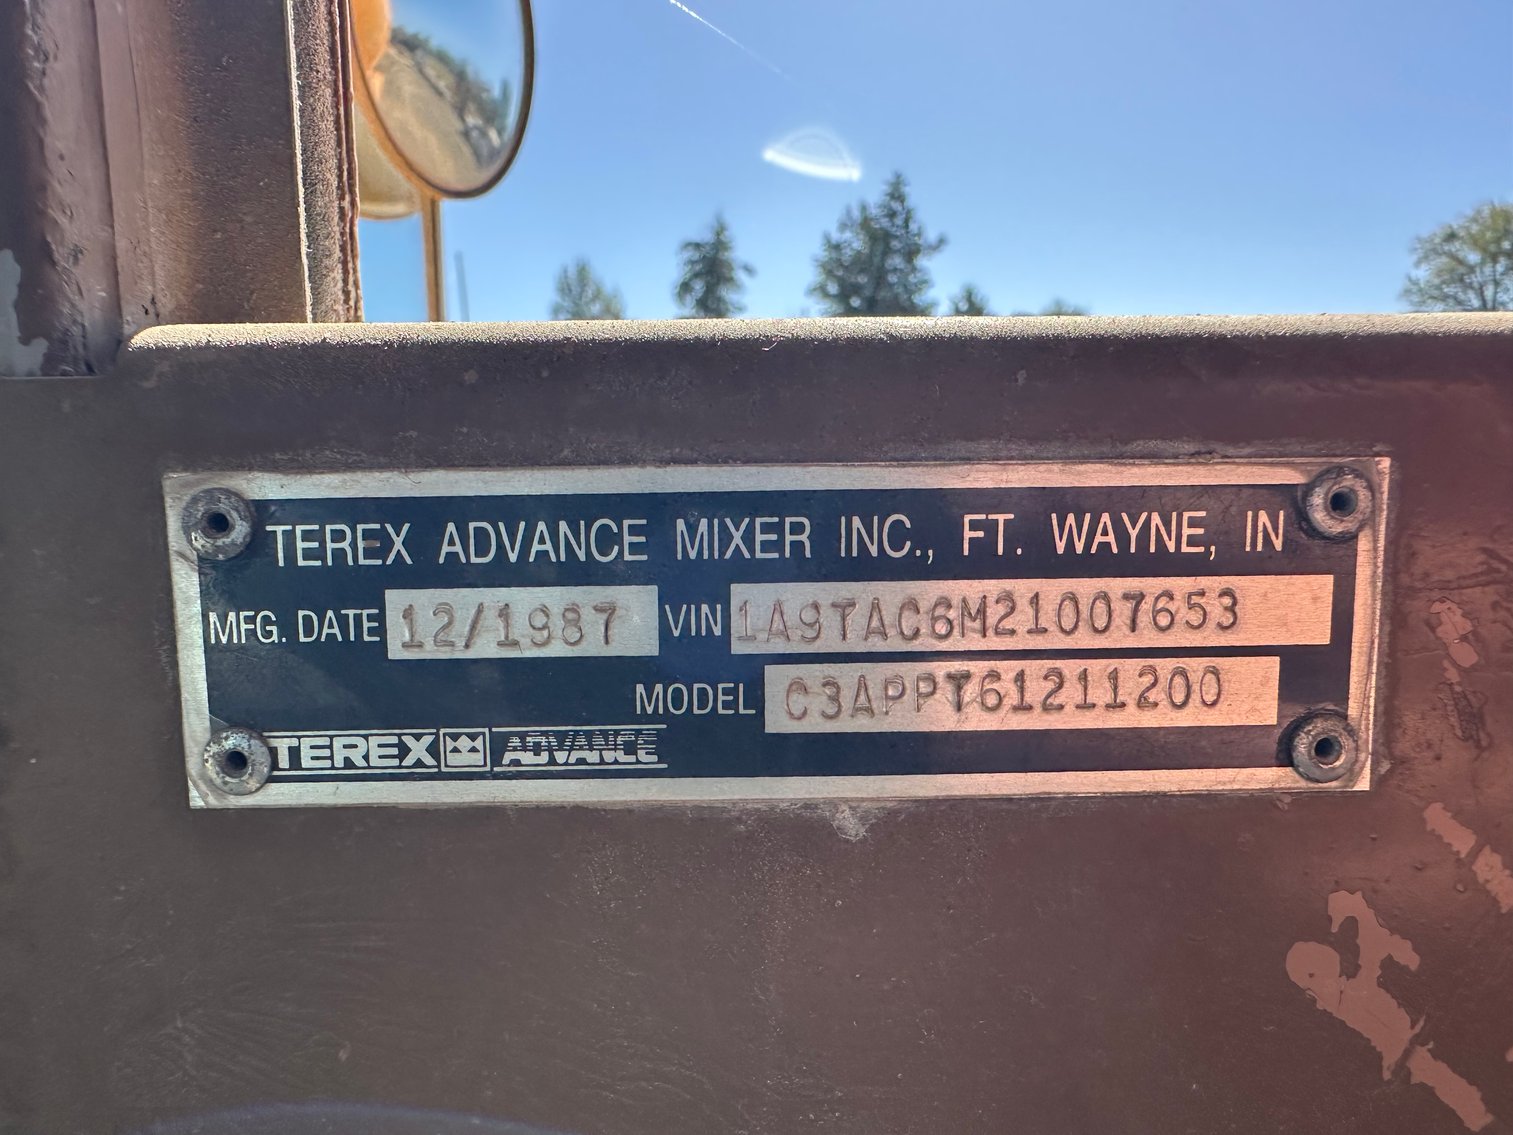 TEREX ADVANCE MIXER INC., FT. WAYNE, IN
MFG. DATE 12/1987 VIN 1A9TAC6M21007653
MODEL C3APPT61211200
TEREX ADVANCE